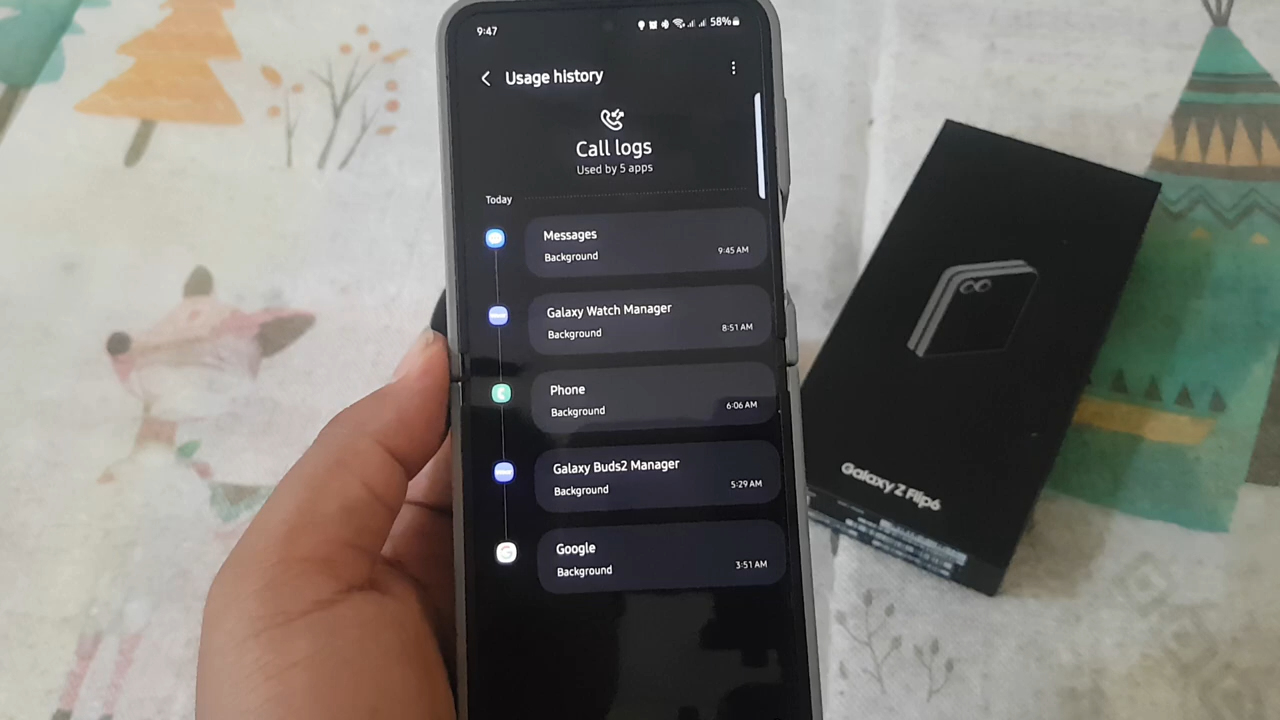 9:47
58%
Usage history
Call logs
Used by 5 apps
Today
Messages
Background
9:45 AM
Galaxy Watch Manager
Background
8:51 AM
Phone
Background
6:06 AM
Galaxy Buds2 Manager
Background
5:29 AM
Google
Background
3:51 AM
Galaxy Z Flip6